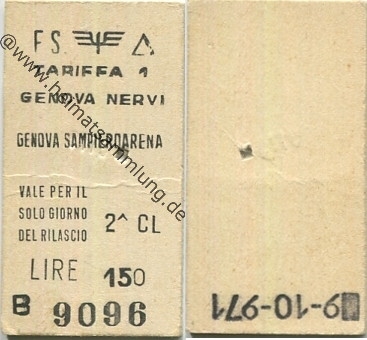 F S. A
TARIFFA 1
GENOVA NERVI
GENOVA SAMPIERDARENA
VALE PER IL
SOLO GIORNO
DEL RILASCIO
2^ CL
LIRE 150
B 9096
@www.heimatsammlung.de
9-10-971